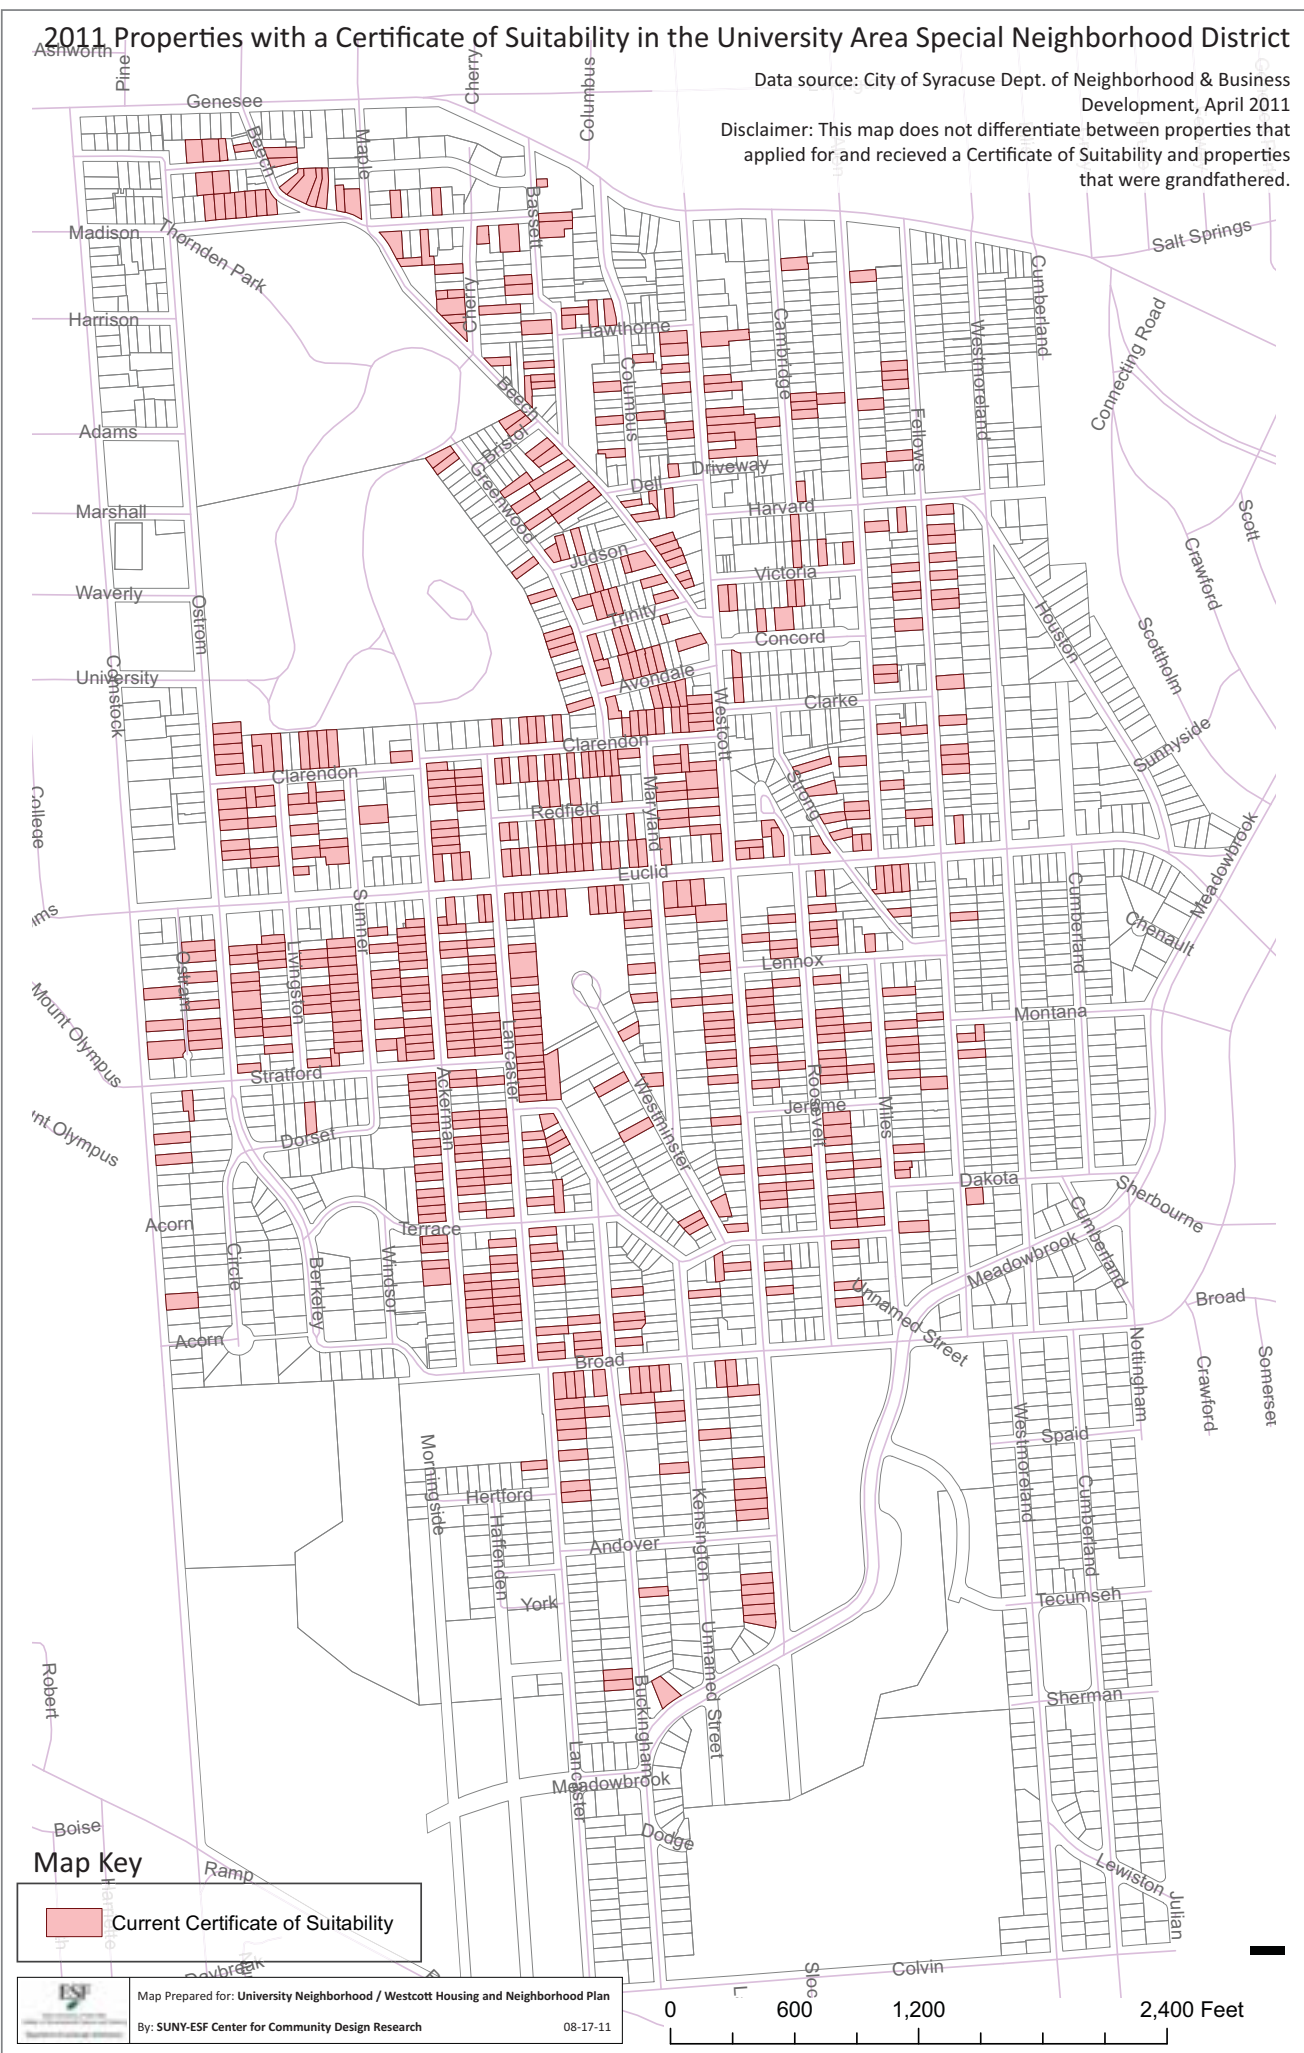 2011 Properties with a Certificate of Suitability in the University Area Special Neighborhood District
Data source: City of Syracuse Dept. of Neighborhood & Business
Development, April 2011
Disclaimer: This map does not differentiate between properties that
applied for and recieved a Certificate of Suitability and properties
that were grandfathered.
Ashworth
Pine
Cherry
Columbus
Genesee
Beech
Maple
Bassett
Madison
Thornden Park
Salt Springs
Cumberland
Harrison
Cherry
Hawthorne
Cambridge
Westmoreland
Connecting Road
Columbus
Beech
Adams
Bristol
Fellows
Greenwood
Driveway
Dell
Marshall
Harvard
Scott
Judson
Crawford
Victoria
Waverly
Ostrom
Trinity
Concord
Houston
Scottholm
University
Comstock
Avondale
Westcott
Clarke
Clarendon
Clarendon
Sunnyside
College
Redfield
Maryland
Strong
Meadowbrook
Euclid
ms
Sumner
Cumberland
Chenault
Ostram
Livingston
Lennox
Mount Olympus
Montana
Lancaster
Stratford
Ackerman
Westminster
Roosevelt
Jerome
Miles
nt Olympus
Dorset
Dakota
Sherbourne
Acorn
Terrace
Cumberland
Circle
Berkeley
Windsor
Meadowbrook
Unnamed Street
Broad
Acorn
Broad
Nottingham
Crawford
Somerset
Morningside
Westmoreland
Spaid
Hertford
Kensington
Cumberland
Haffenden
Andover
York
Tecumseh
Unnamed Street
Robert
Buckingham
Sherman
Lancaster
Meadowbrook
Boise
Dodge
Map Key
Ramp
Lewiston
Julian
Current Certificate of Suitability
Harriette
Daybreak
Colvin
ESF
Map Prepared for: University Neighborhood / Westcott Housing and Neighborhood Plan
By: SUNY-ESF Center for Community Design Research
08-17-11
0 600 1,200 2,400 Feet